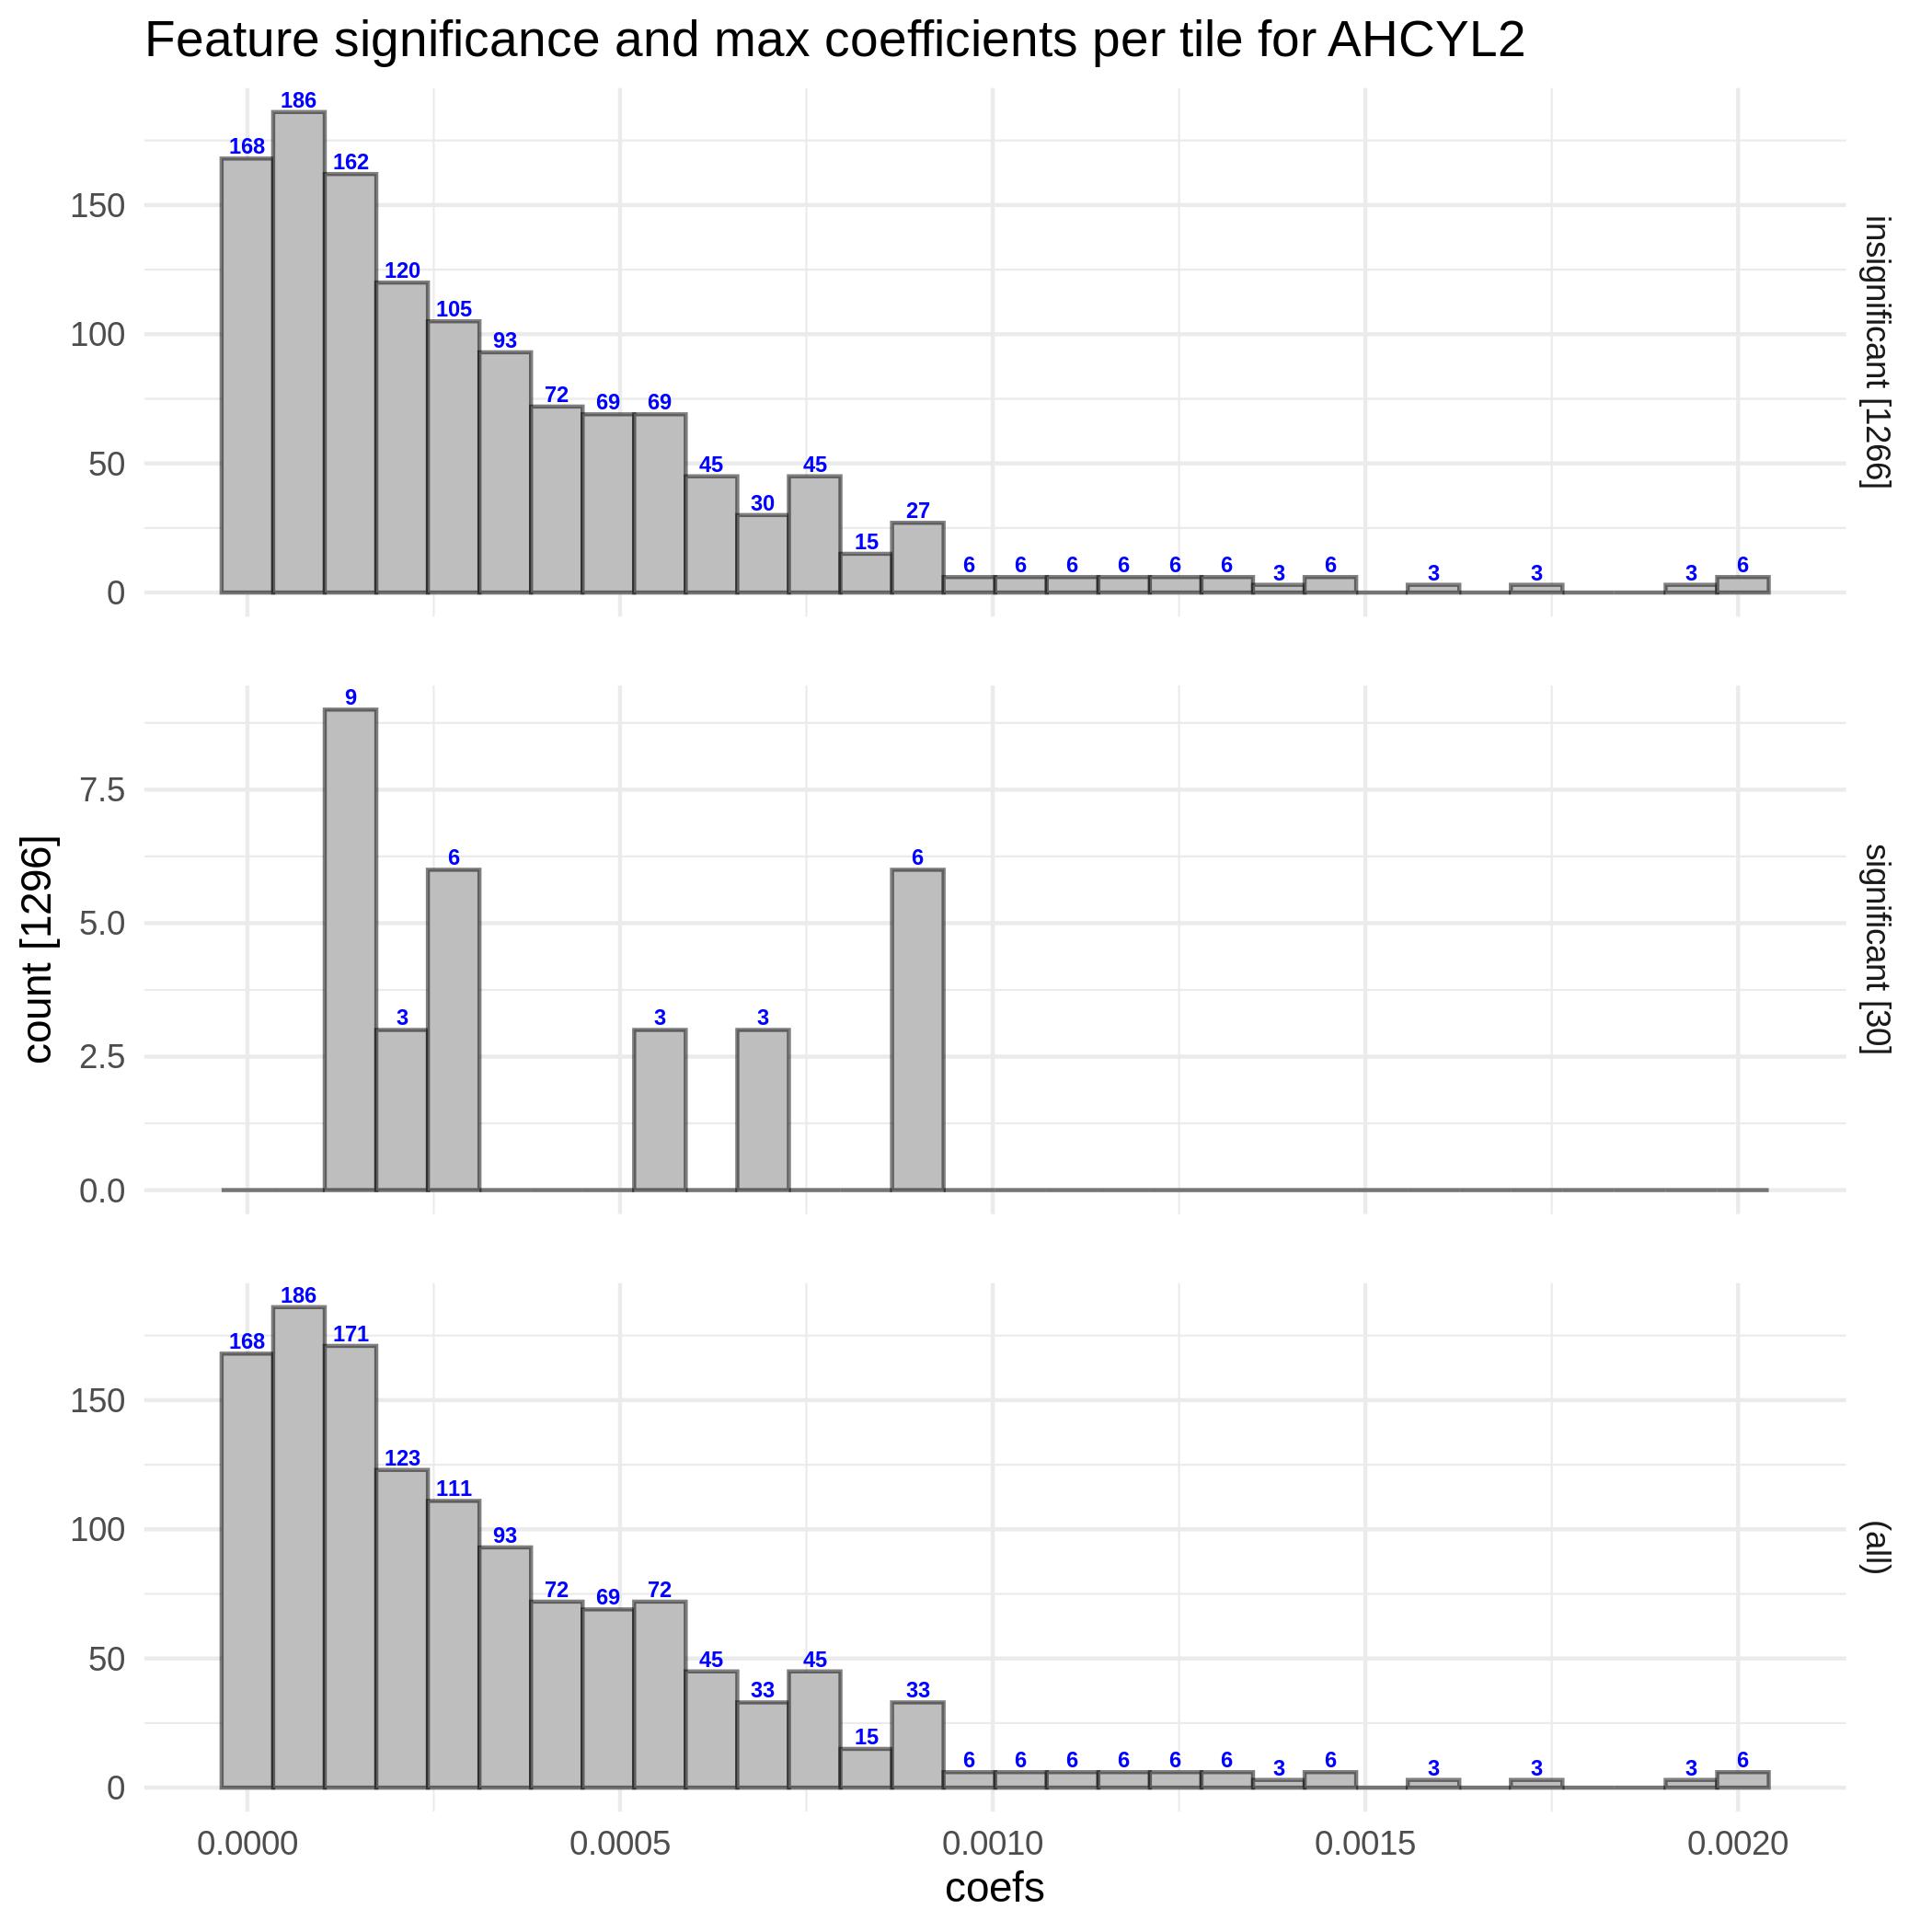 Feature significance and max coefficients per tile for AHCYL2
168 186 162 120 105 93 72 69 69 45 30 45 15 27 6 6 6 6 6 6 3 6 3 3 3 6
150
100
50
0
insignificant [1266]
9 3 6 3 3 6
7.5
5.0
2.5
0.0
count [1296]
significant [30]
168 186 171 123 111 93 72 69 72 45 33 45 15 33 6 6 6 6 6 6 3 6 3 3 3 6
150
100
50
0
(all)
0.0000 0.0005 0.0010 0.0015 0.0020
coefs